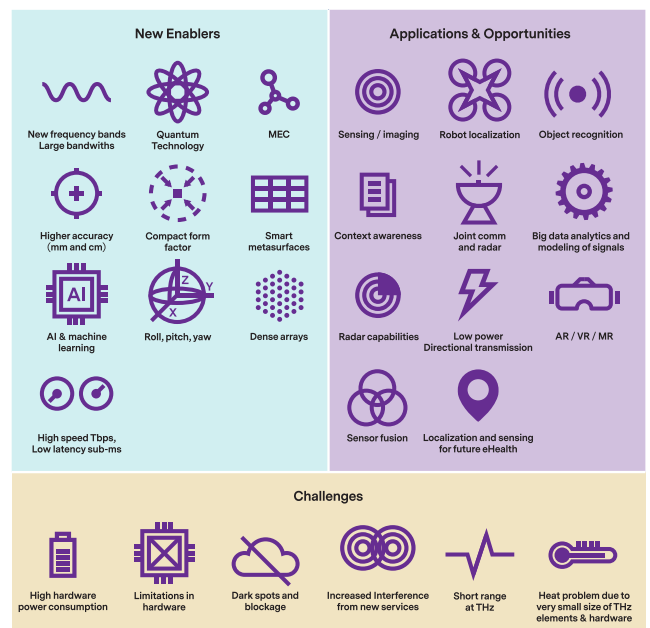 New Enablers
New frequency bands
Large bandwiths
Quantum
Technology
MEC
Higher accuracy
(mm and cm)
Compact form
factor
Smart
metasurfaces
AI
AI & machine
learning
Z
Y
X
Roll, pitch, yaw
Dense arrays
High speed Tbps,
Low latency sub-ms
Applications & Opportunities
Sensing / imaging
Robot localization
Object recognition
Context awareness
Joint comm
and radar
Big data analytics and
modeling of signals
Radar capabilities
Low power
Directional transmission
AR / VR / MR
Sensor fusion
Localization and sensing
for future eHealth
Challenges
High hardware
power consumption
Limitations in
hardware
Dark spots and
blockage
Increased Interference
from new services
Short range
at THz
Heat problem due to
very small size of THz
elements & hardware